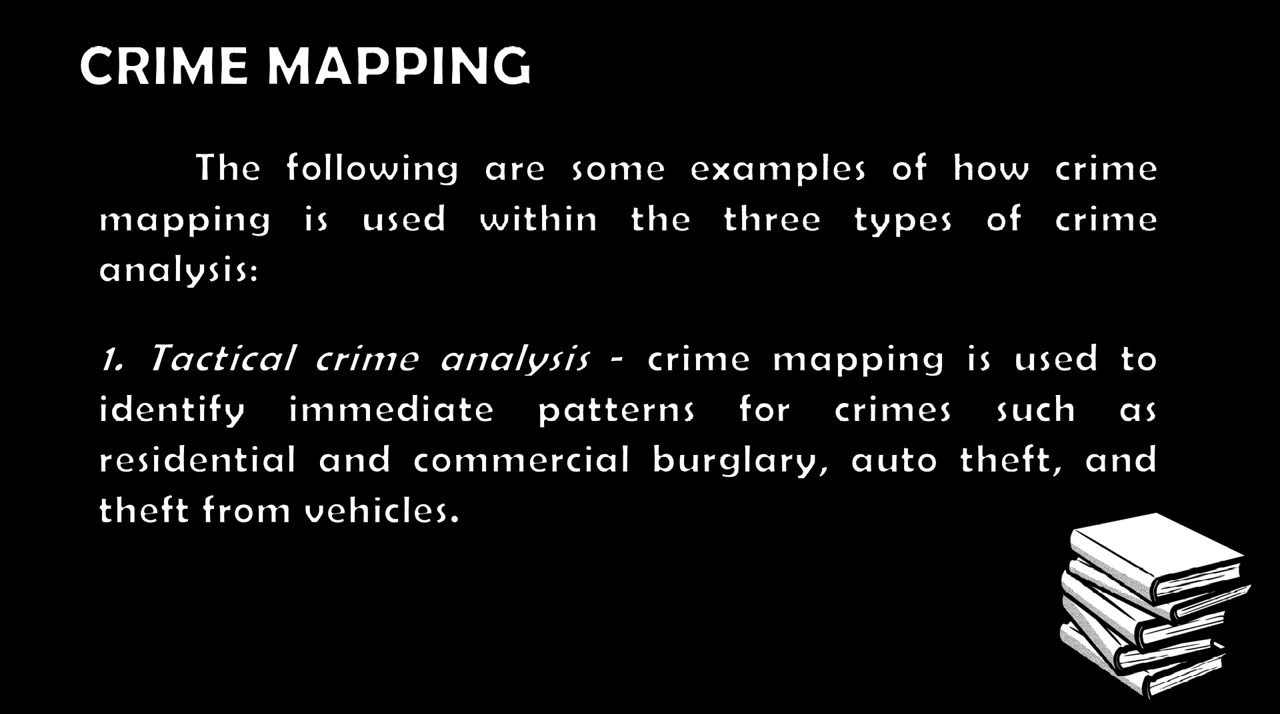 CRIME MAPPING
The following are some examples of how crime
mapping is used within the three types of crime
analysis:
1. Tactical crime analysis - crime mapping is used to
identify immediate patterns for crimes such as
residential and commercial burglary, auto theft, and
theft from vehicles.